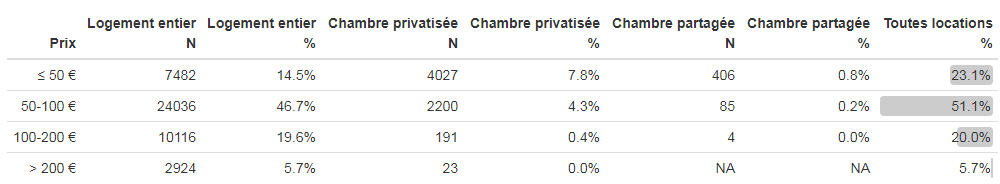 Logement entier Logement entier Chambre privatisée Chambre privatisée Chambre partagée Chambre partagée Toutes locations
Prix N % N % N % %
≤ 50 € 7482 14.5% 4027 7.8% 406 0.8% 23.1%
50-100 € 24036 46.7% 2200 4.3% 85 0.2% 51.1%
100-200 € 10116 19.6% 191 0.4% 4 0.0% 20.0%
> 200 € 2924 5.7% 23 0.0% NA NA 5.7%